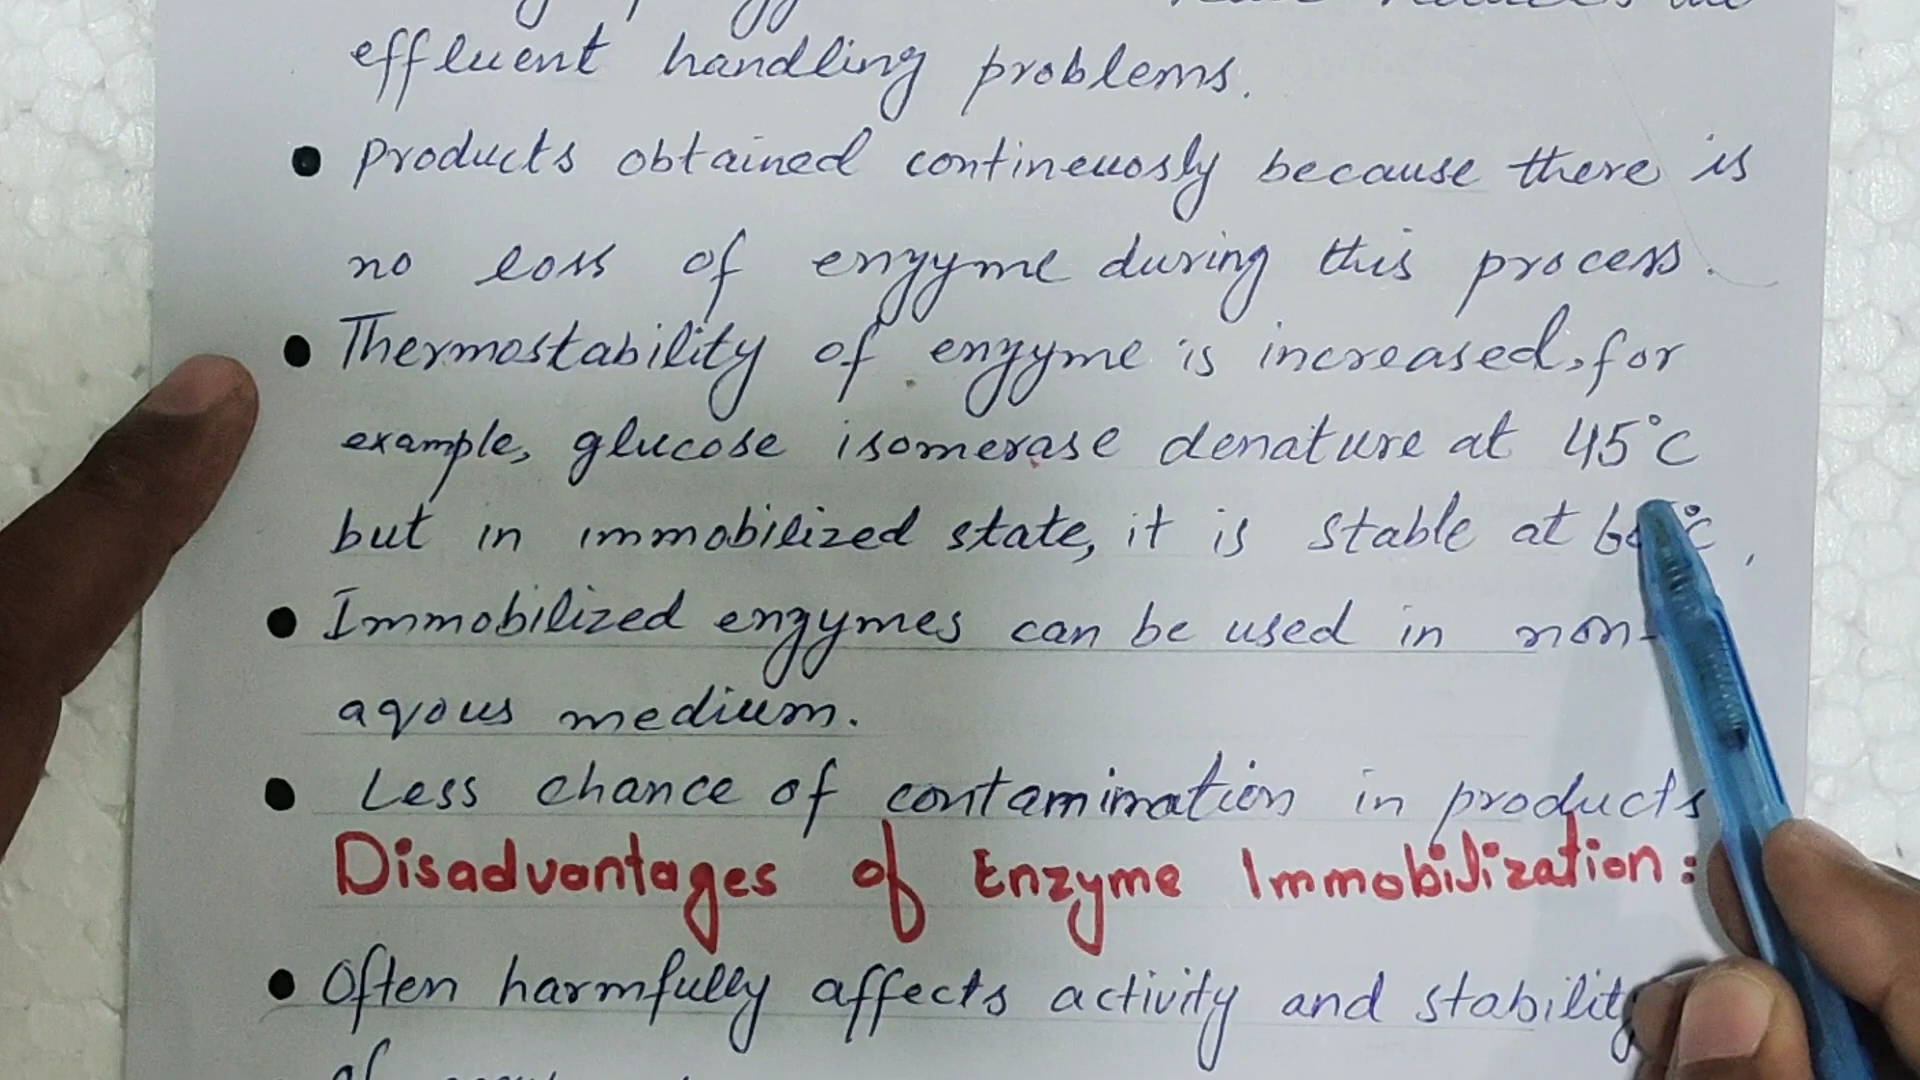 effluent handling problems.
• products obtained contineuosly because there is
no loss of enzyme during this process.
• Thermostability of enzyme is increased, for
example, glucose isomerase denature at 45°c
but in immobilized state, it is stable at
• Immobilized enzymes can be used in non-
aqous medium.
• Less chance of contamination in products
Disadvantages of Enzyme Immobilization:
• Often harmfully affects activity and stability
of